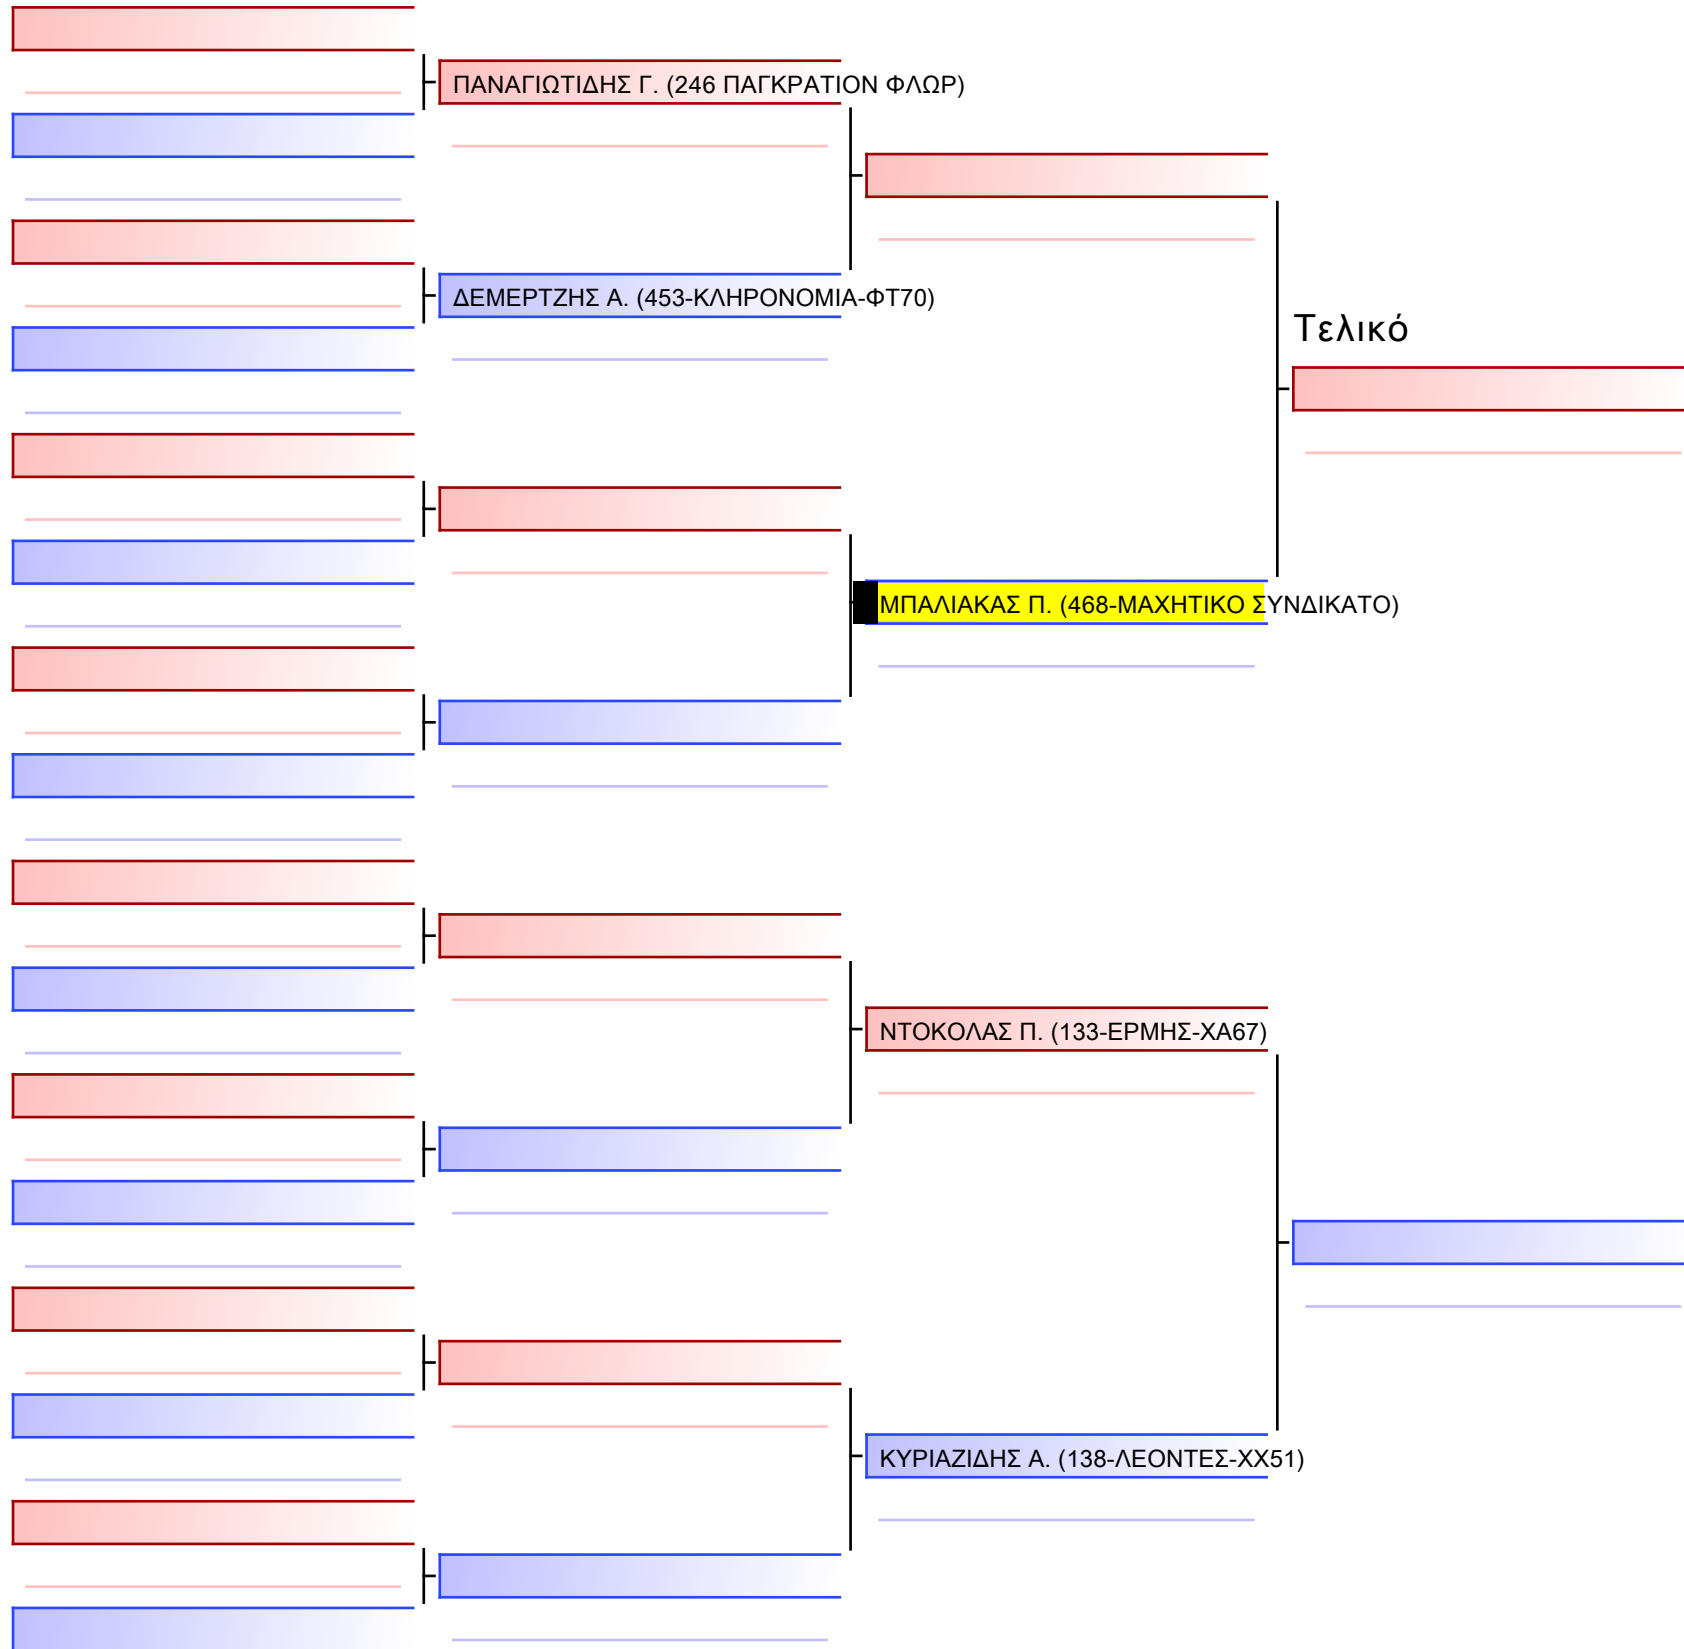 ΠΑΝΑΓΙΩΤΙΔΗΣ Γ. (246 ΠΑΓΚΡΑΤΙΟΝ ΦΛΩΡ)
ΔΕΜΕΡΤΖΗΣ Α. (453-ΚΛΗΡΟΝΟΜΙΑ-ΦΤ70)
Τελικό
ΜΠΑΛΙΑΚΑΣ Π. (468-ΜΑΧΗΤΙΚΟ ΣΥΝΔΙΚΑΤΟ)
ΝΤΟΚΟΛΑΣ Π. (133-ΕΡΜΗΣ-ΧΑ67)
ΚΥΡΙΑΖΙΔΗΣ Α. (138-ΛΕΟΝΤΕΣ-ΧΧ51)